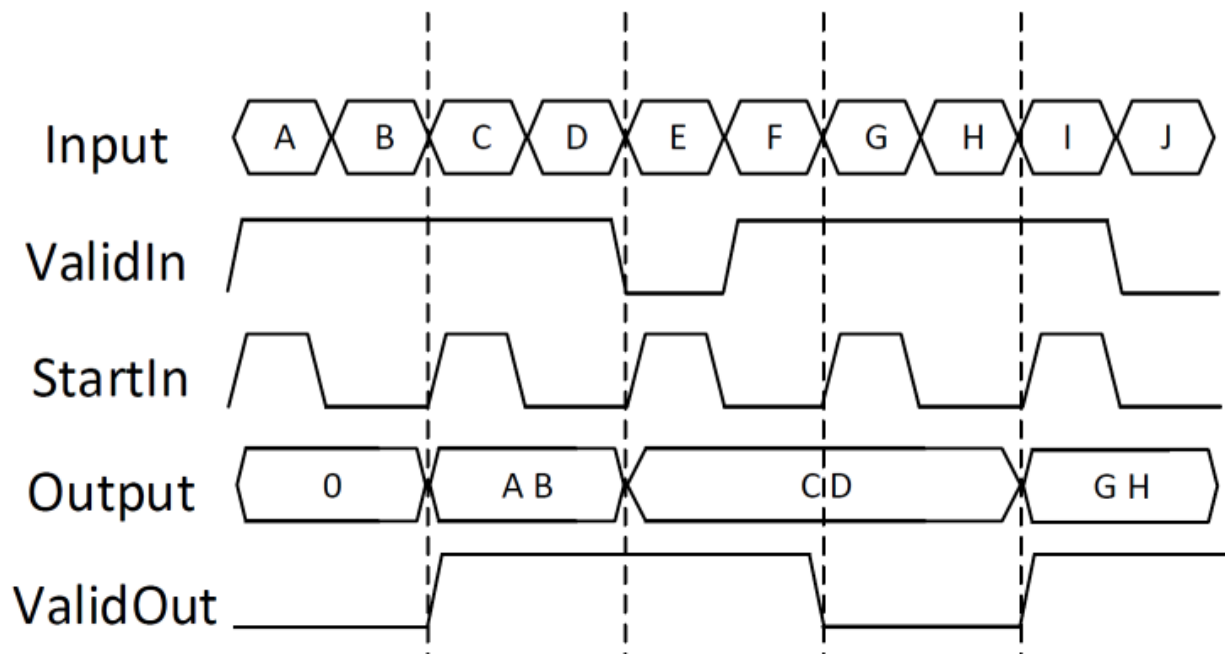 Input A B C D E F G H I J
ValidIn
StartIn
Output 0 A B C D G H
ValidOut